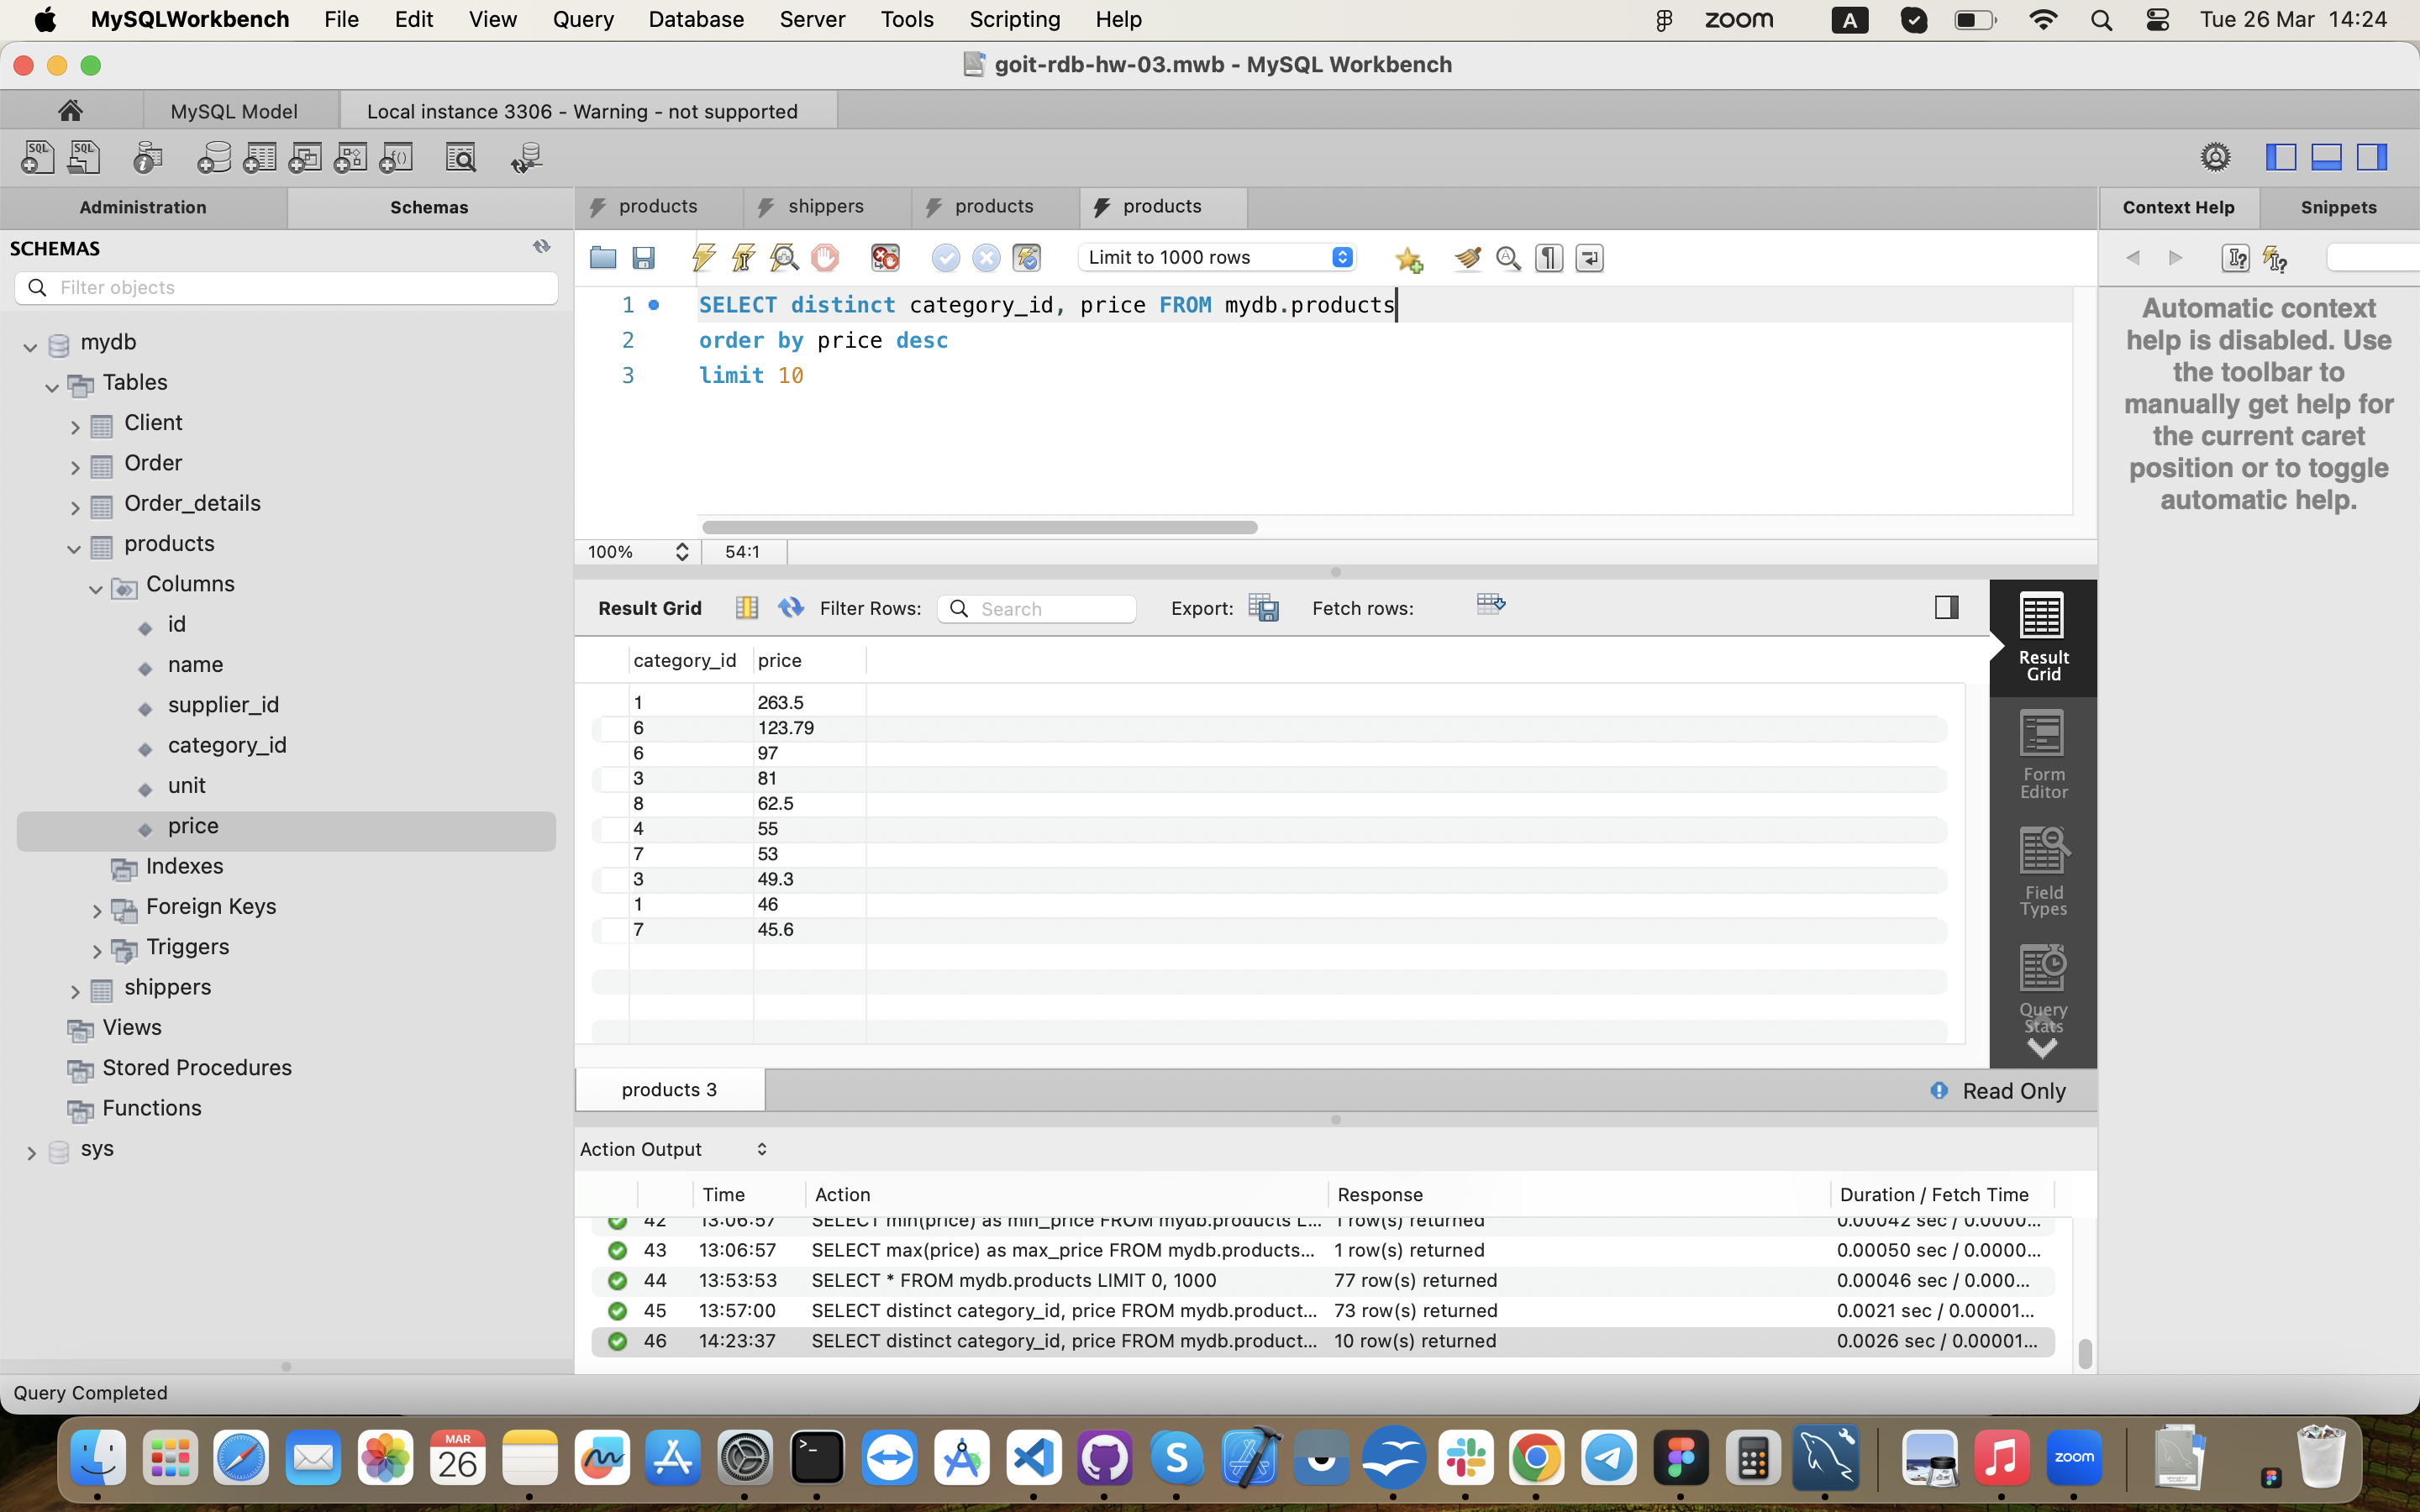 MySQLWorkbench File Edit View Query Database Server Tools Scripting Help zoom A Tue 26 Mar 14:24
goit-rdb-hw-03.mwb - MySQL Workbench
MySQL Model Local instance 3306 - Warning - not supported
Administration Schemas products shippers products products Context Help Snippets
SCHEMAS
Filter objects
Limit to 1000 rows
1 SELECT distinct category_id, price FROM mydb.products
2 order by price desc
3 limit 10
mydb
Tables
Client
Order
Order_details
products
Columns
id
name
supplier_id
category_id
unit
price
Indexes
Foreign Keys
Triggers
shippers
Views
Stored Procedures
Functions
sys
Automatic context
help is disabled. Use
the toolbar to
manually get help for
the current caret
position or to toggle
automatic help.
100% 54:1
Result Grid Filter Rows: Search Export: Fetch rows:
category_id price
1 263.5
6 123.79
6 97
3 81
8 62.5
4 55
7 53
3 49.3
1 46
7 45.6
Result
Grid
Form
Editor
Field
Types
Query
Stats
products 3 Read Only
Action Output
Time Action Response Duration / Fetch Time
42 13:06:57 SELECT min(price) as min_price FROM mydb.products L... 1 row(s) returned 0.00042 sec / 0.0000...
43 13:06:57 SELECT max(price) as max_price FROM mydb.products... 1 row(s) returned 0.00050 sec / 0.0000...
44 13:53:53 SELECT * FROM mydb.products LIMIT 0, 1000 77 row(s) returned 0.00046 sec / 0.000...
45 13:57:00 SELECT distinct category_id, price FROM mydb.product... 73 row(s) returned 0.0021 sec / 0.00001...
46 14:23:37 SELECT distinct category_id, price FROM mydb.product... 10 row(s) returned 0.0026 sec / 0.00001...
Query Completed
MAR
26
zoom